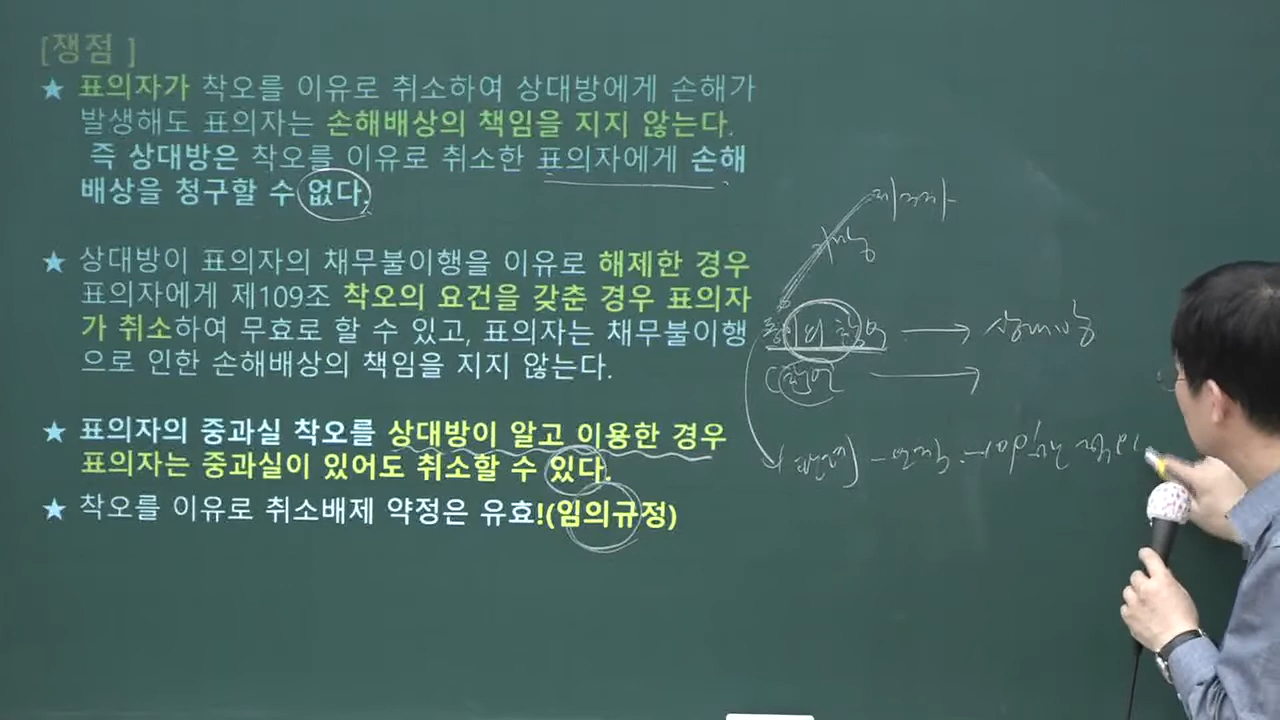 [쟁점 ]
★ 표의자가 착오를 이유로 취소하여 상대방에게 손해가
발생해도 표의자는 손해배상의 책임을 지지 않는다.
즉 상대방은 착오를 이유로 취소한 표의자에게 손해
배상을 청구할 수 없다.
★ 상대방이 표의자의 채무불이행을 이유로 해제한 경우
표의자에게 제109조 착오의 요건을 갖춘 경우 표의자
가 취소하여 무효로 할 수 있고, 표의자는 채무불이행
으로 인한 손해배상의 책임을 지지 않는다.
★ 표의자의 중과실 착오를 상대방이 알고 이용한 경우
표의자는 중과실이 있어도 취소할 수 있다.
★ 착오를 이유로 취소배제 약정은 유효!(임의규정)
제3자
상대방